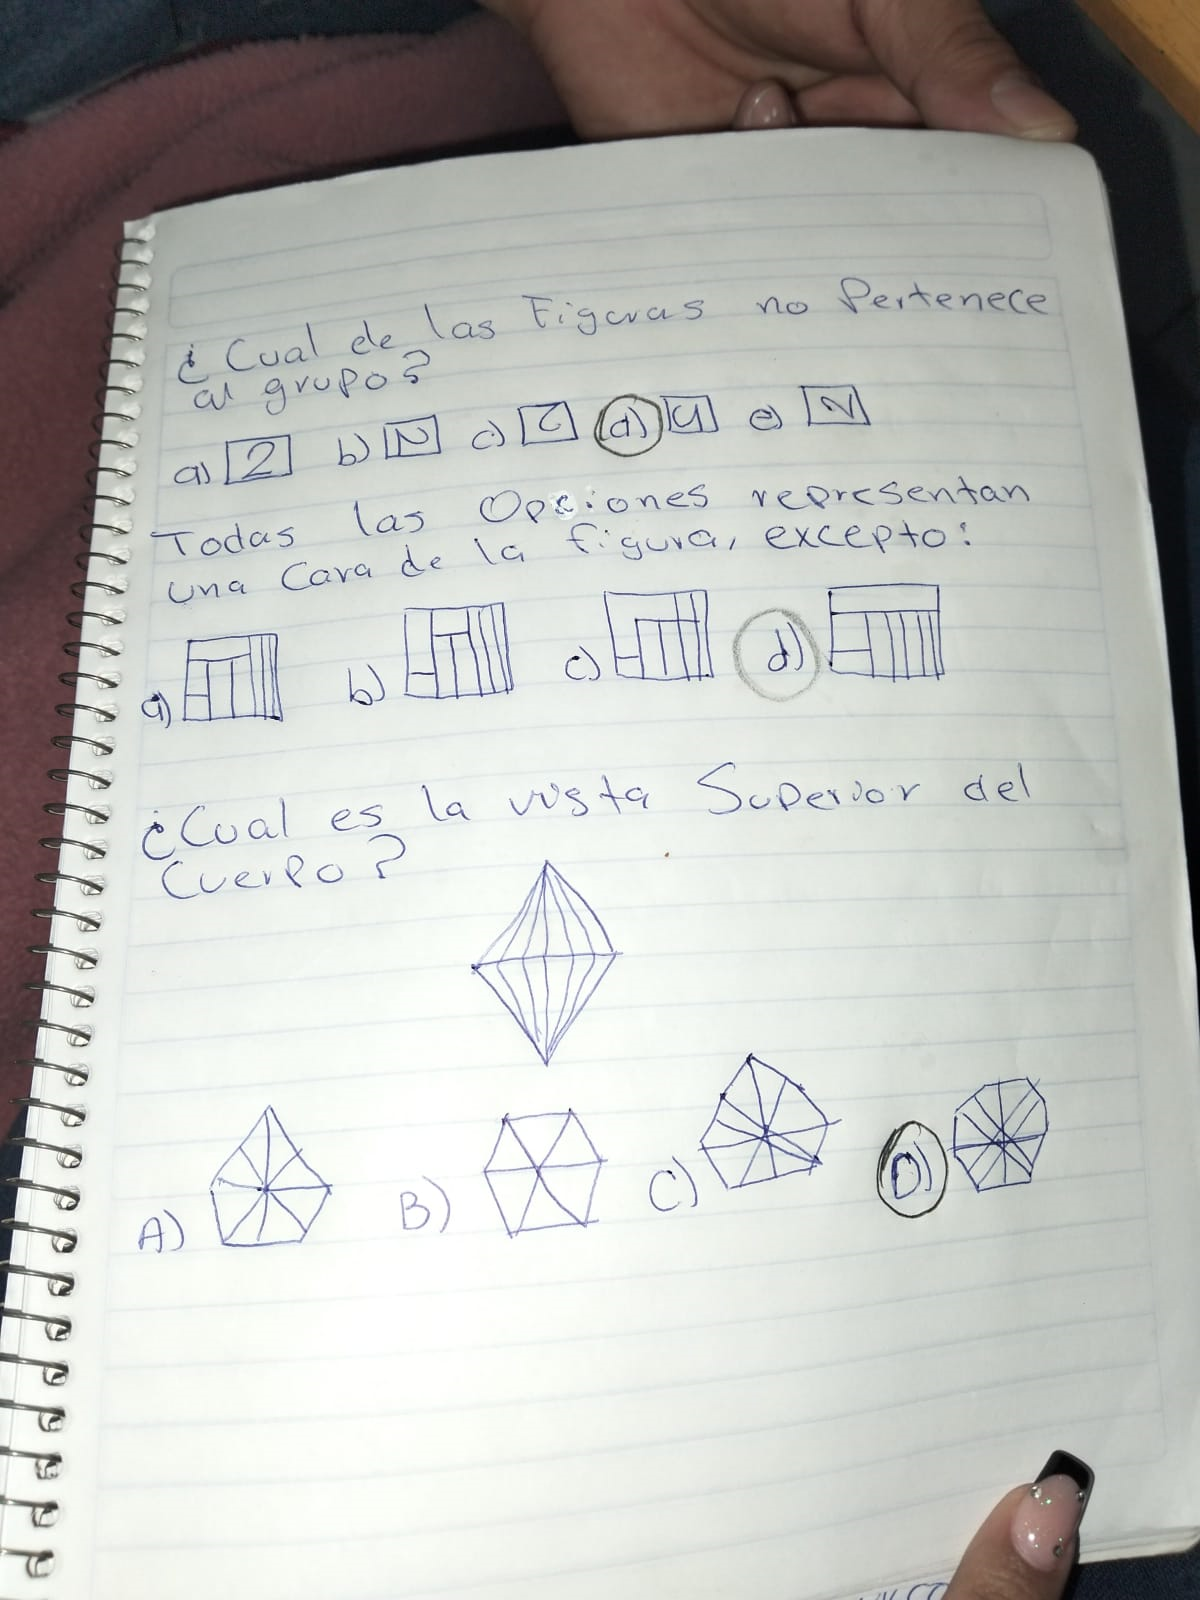 ¿Cual de las Figuras no Pertenece
al grupo?
a) 2 b) N c) d) e)
Todas las Opciones representan
una Cara de la figura, excepto:
a) b) c) d)
¿Cual es la vista Superior del
Cuerpo?
A) B) C) D)